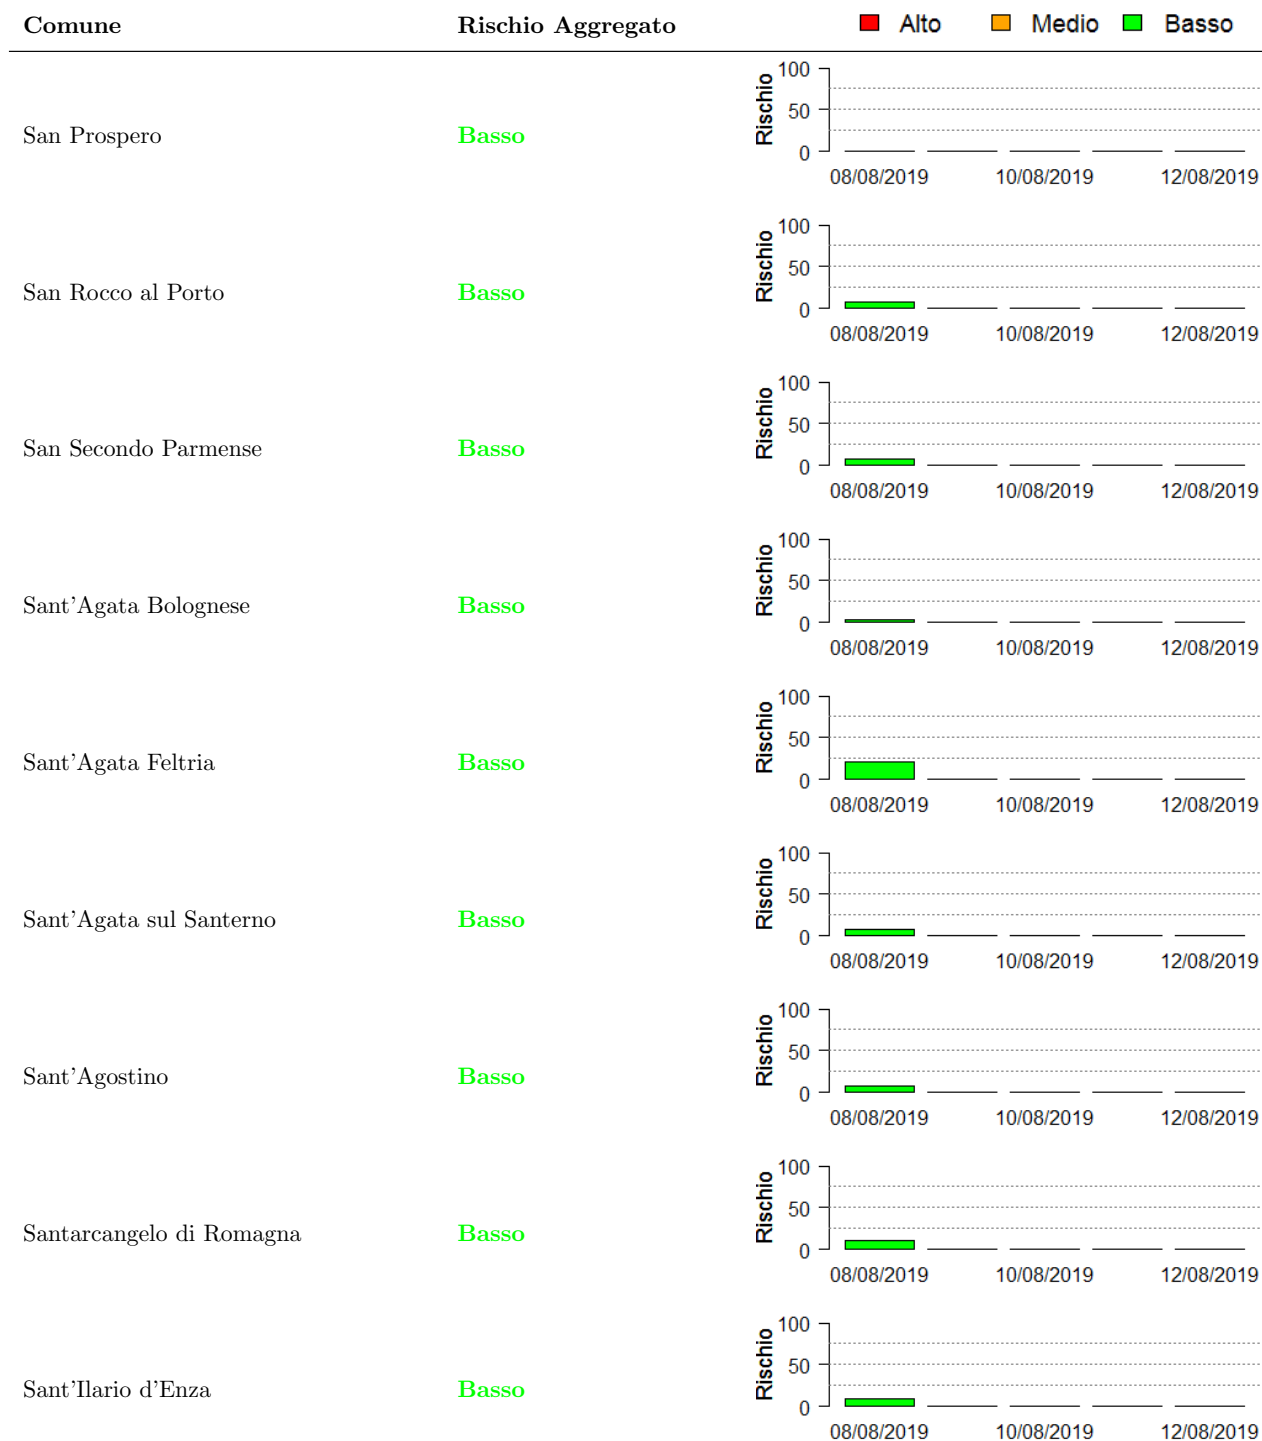 Comune Rischio Aggregato Alto Medio Basso
San Prospero Basso
Rischio
100
50
0
08/08/2019 10/08/2019 12/08/2019
San Rocco al Porto Basso
Rischio
100
50
0
08/08/2019 10/08/2019 12/08/2019
San Secondo Parmense Basso
Rischio
100
50
0
08/08/2019 10/08/2019 12/08/2019
Sant'Agata Bolognese Basso
Rischio
100
50
0
08/08/2019 10/08/2019 12/08/2019
Sant'Agata Feltria Basso
Rischio
100
50
0
08/08/2019 10/08/2019 12/08/2019
Sant'Agata sul Santerno Basso
Rischio
100
50
0
08/08/2019 10/08/2019 12/08/2019
Sant'Agostino Basso
Rischio
100
50
0
08/08/2019 10/08/2019 12/08/2019
Santarcangelo di Romagna Basso
Rischio
100
50
0
08/08/2019 10/08/2019 12/08/2019
Sant'Ilario d'Enza Basso
Rischio
100
50
0
08/08/2019 10/08/2019 12/08/2019